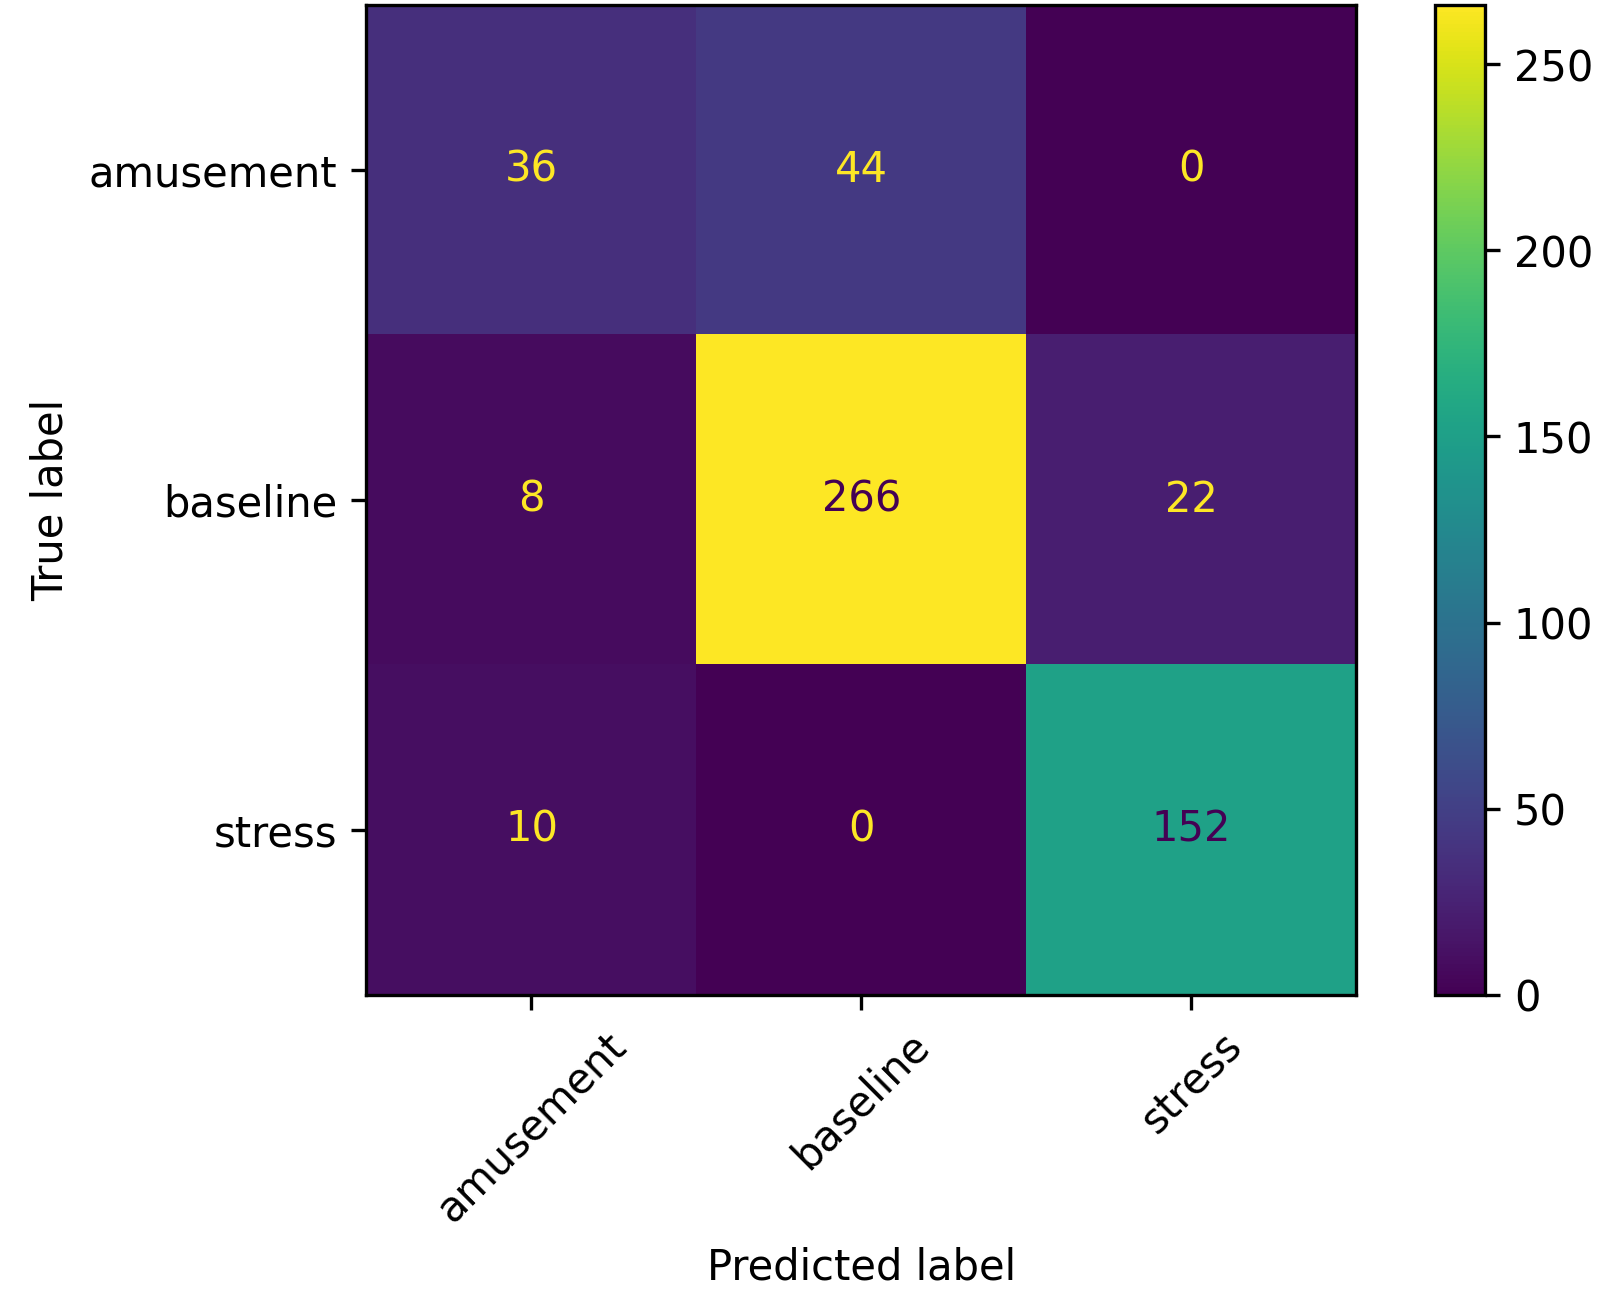 True label
amusement
baseline
stress
36 44 0
8 266 22
10 0 152
amusement baseline stress
Predicted label
250
200
150
100
50
0